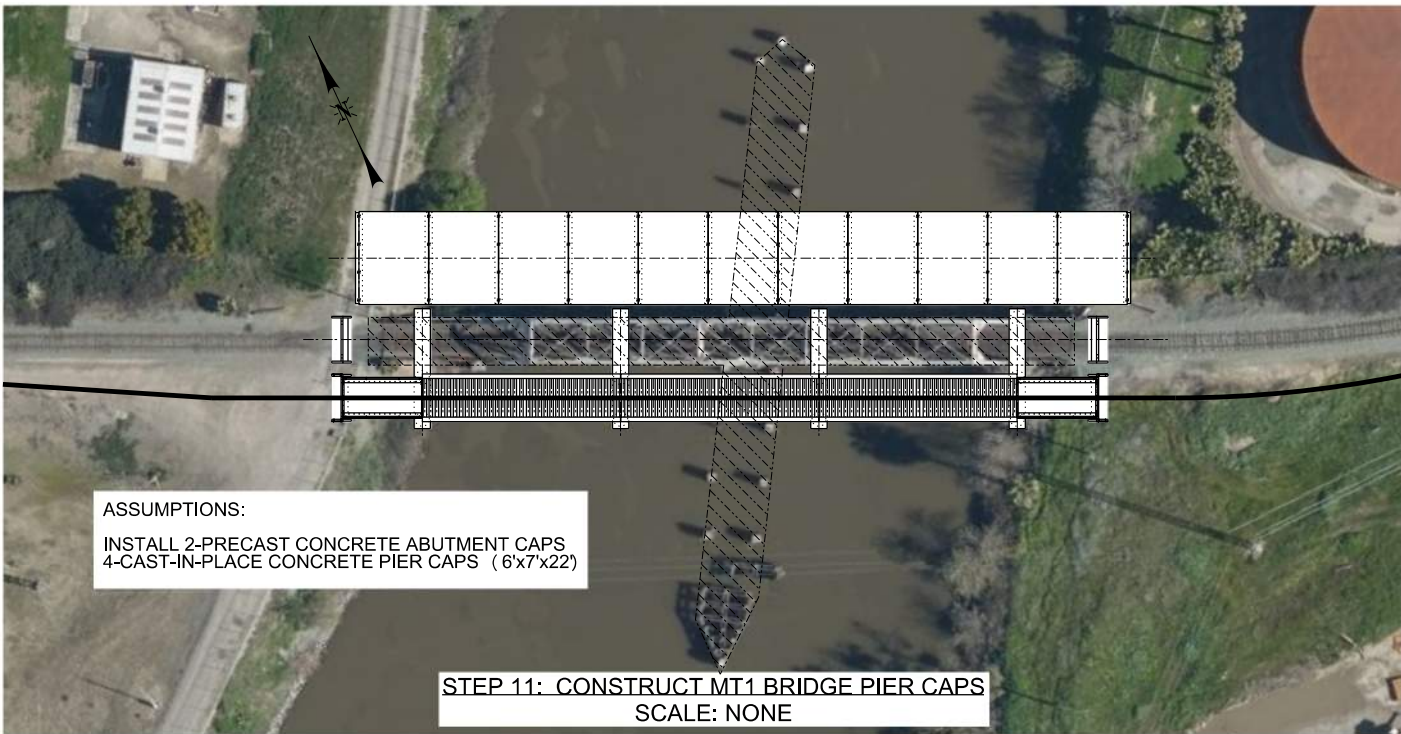 N
ASSUMPTIONS:
INSTALL 2-PRECAST CONCRETE ABUTMENT CAPS
4-CAST-IN-PLACE CONCRETE PIER CAPS (6'x7'x22')
STEP 11: CONSTRUCT MT1 BRIDGE PIER CAPS
SCALE: NONE